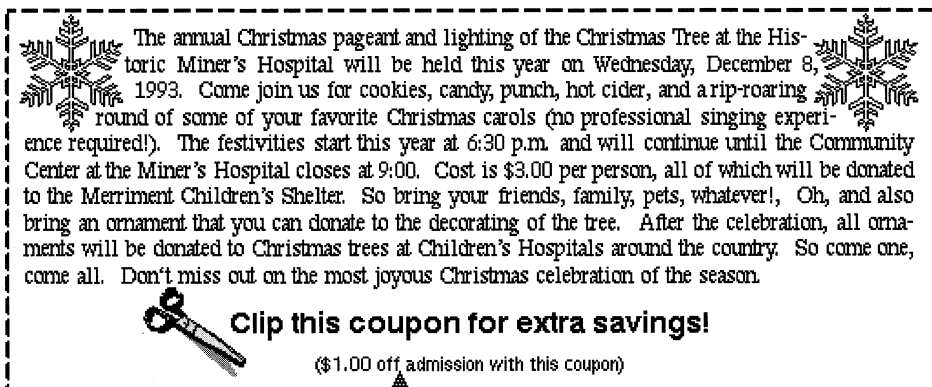 The annual Christmas pageant and lighting of the Christmas Tree at the His-
toric Miner's Hospital will be held this year on Wednesday, December 8,
1993. Come join us for cookies, candy, punch, hot cider, and a rip-roaring
round of some of your favorite Christmas carols (no professional singing experi-
ence required!). The festivities start this year at 6:30 p.m. and will continue until the Community
Center at the Miner's Hospital closes at 9:00. Cost is $3.00 per person, all of which will be donated
to the Merriment Children's Shelter. So bring your friends, family, pets, whatever!, Oh, and also
bring an ornament that you can donate to the decorating of the tree. After the celebration, all orna-
ments will be donated to Christmas trees at Children's Hospitals around the country. So come one,
come all. Don't miss out on the most joyous Christmas celebration of the season.
Clip this coupon for extra savings!
($1.00 off admission with this coupon)